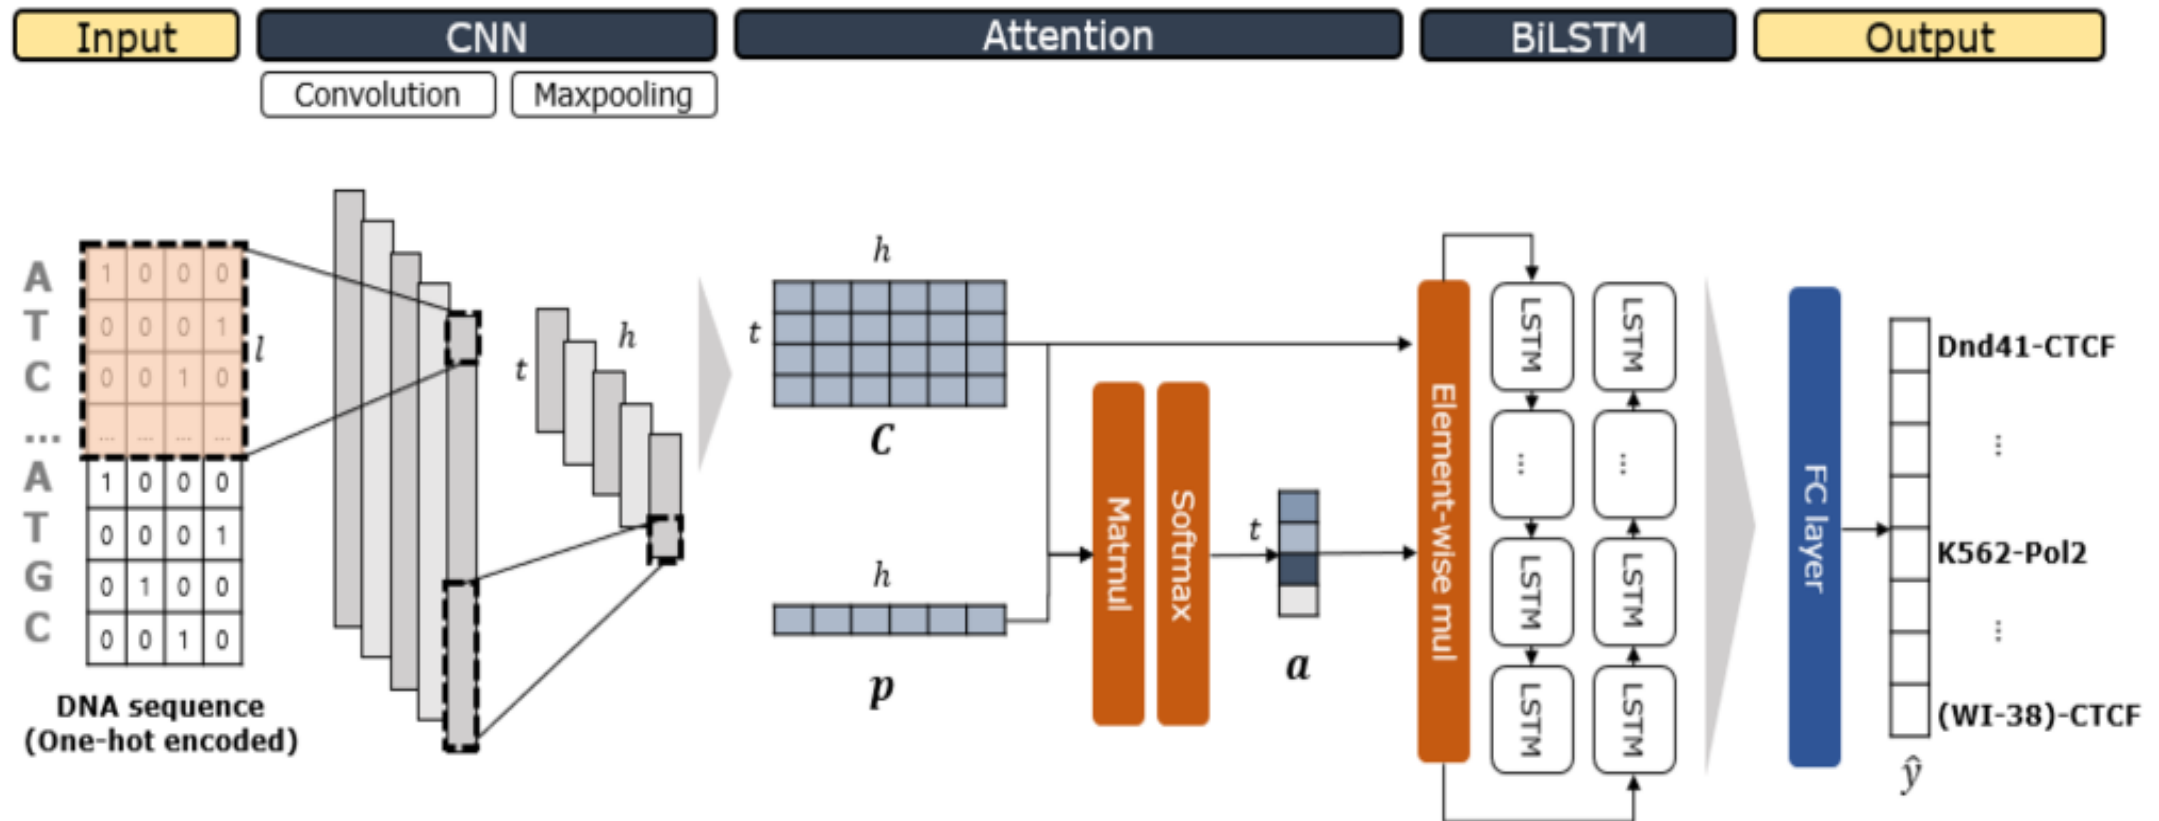 Input
CNN
Attention
BiLSTM
Output
Convolution
Maxpooling
A 1 0 0 0
T 0 0 0 1
C 0 0 1 0
... ... ... ... ...
A 1 0 0 0
T 0 0 0 1
G 0 1 0 0
C 0 0 1 0
l
DNA sequence
(One-hot encoded)
t
h
h
t
C
h
p
Matmul
Softmax
t
a
Element-wise mul
LSTM
...
LSTM
LSTM
LSTM
...
LSTM
LSTM
FC layer
Dnd41-CTCF
...
K562-Pol2
...
(WI-38)-CTCF
ŷ